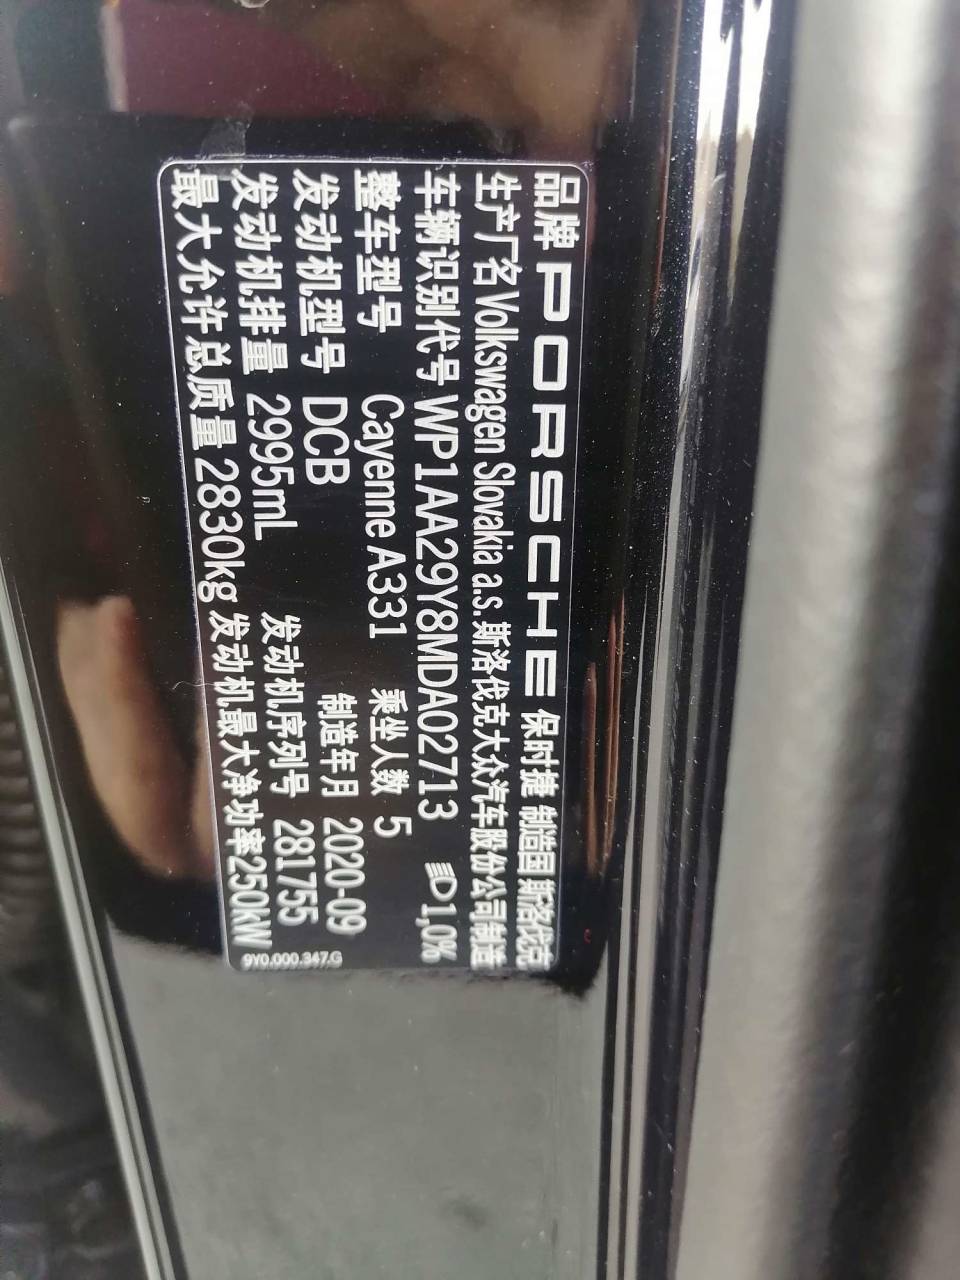 品牌 PORSCHE 保时捷 制造国 斯洛伐克
生产厂名 Volkswagen Slovakia a.s. 斯洛伐克大众汽车股份公司制造
车辆识别代号 WP1AA29Y8MDA02713 1,0%
整车型号 Cayenne A331 乘坐人数 5
发动机型号 DCB 制造年月 2020-09
发动机排量 2995mL 发动机序列号 281755
最大允许总质量 2830kg 发动机最大净功率250kW
9Y0.000.347.G